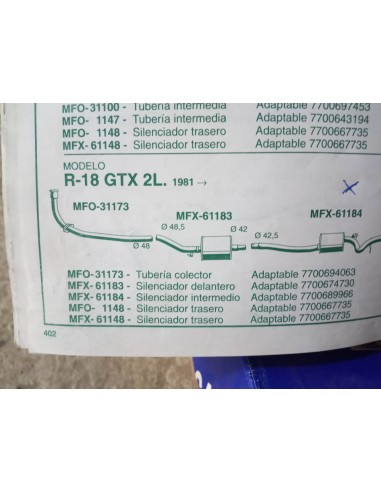 MFO-31100 - Tubería intermedia Adaptable 7700697453
MFO- 1147 - Tubería intermedia Adaptable 7700643194
MFO- 1148 - Silenciador trasero Adaptable 7700667735
MFX- 61148 - Silenciador trasero Adaptable 7700667735
MODELO
R-18 GTX 2L. 1981 →
MFO-31173
MFX-61183
MFX-61184
Ø 48,5
Ø 42
Ø 42,5
Ø 48
MFO-31173 - Tubería colector Adaptable 7700694063
MFX-61183 - Silenciador delantero Adaptable 7700674730
MFX-61184 - Silenciador intermedio Adaptable 7700689966
MFO- 1148 - Silenciador trasero Adaptable 7700667735
MFX- 61148 - Silenciador trasero Adaptable 7700667735
402